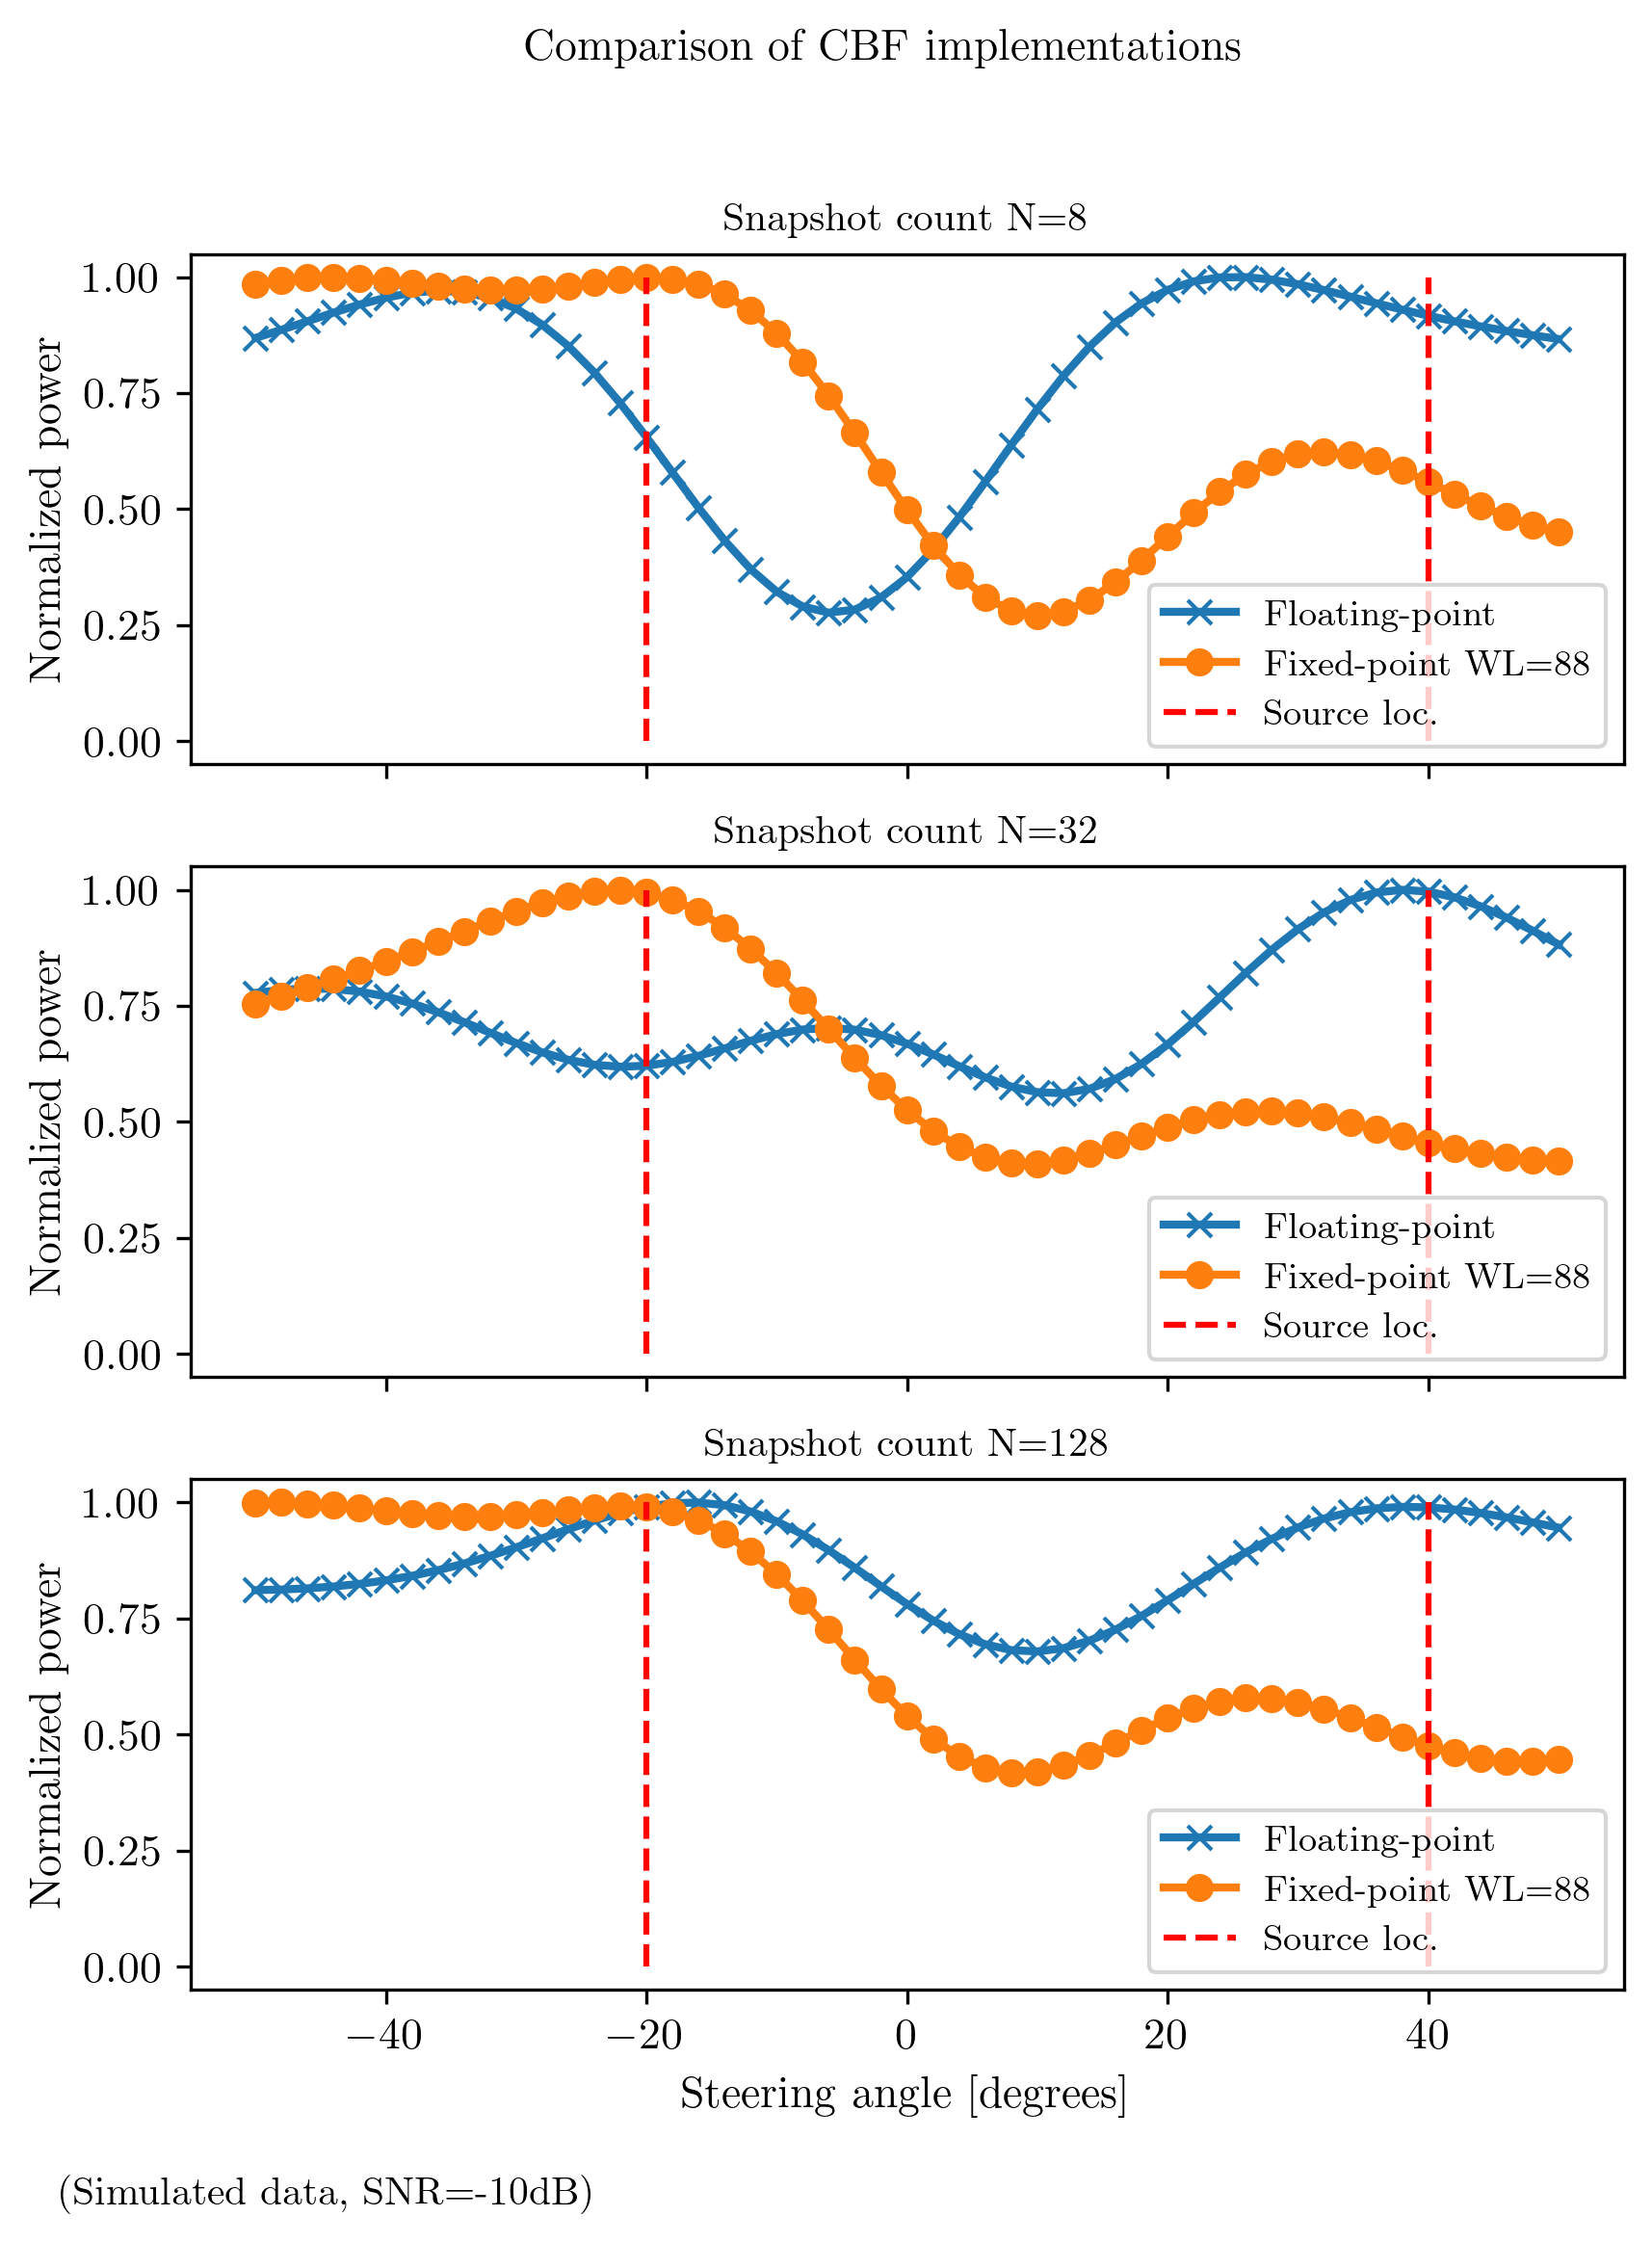 Comparison of CBF implementations
Snapshot count N=8
Normalized power
1.00
0.75
0.50
0.25
0.00
Floating-point
Fixed-point WL=88
Source loc.
Snapshot count N=32
Normalized power
1.00
0.75
0.50
0.25
0.00
Floating-point
Fixed-point WL=88
Source loc.
Snapshot count N=128
Normalized power
1.00
0.75
0.50
0.25
0.00
Floating-point
Fixed-point WL=88
Source loc.
−40 −20 0 20 40
Steering angle [degrees]
(Simulated data, SNR=-10dB)